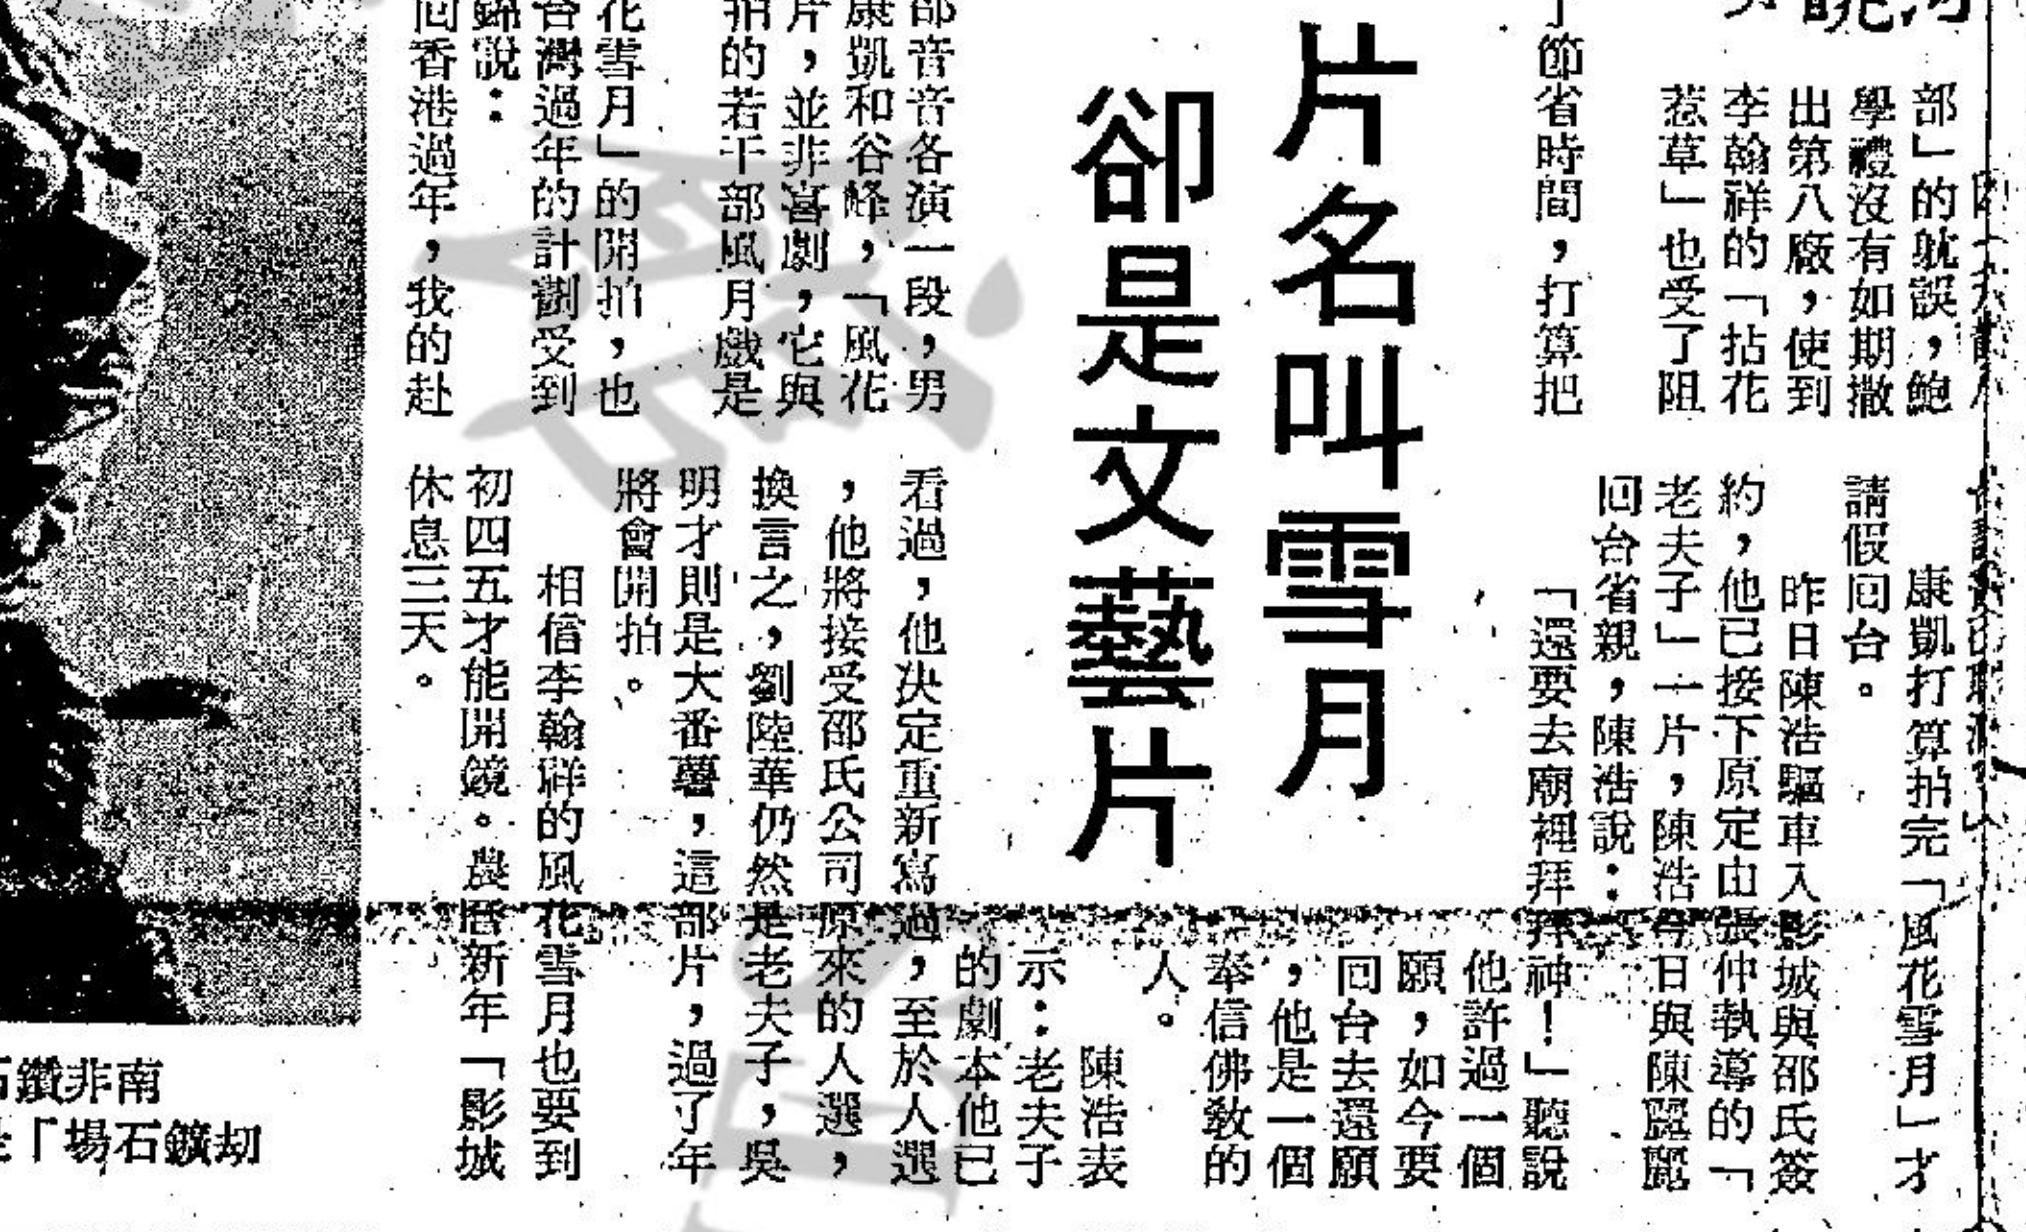 部」的躭誤，鮑
學禮沒有如期撒
出第八廠，使到
李翰祥的「拈花
惹草」也受了阻
節省時間，打算把
片名叫雪月
卻是文藝片
部音音各演一段，男
康凱和谷峰，「風花
片，並非喜劇，它與
拍的若干部風月戲是
花雪月」的開拍，也
台灣過年的計劃受到
錦說：
回香港過年，我的赴
康凱打算拍完「風花雪月」才
請假回台。
昨日陳浩驅車入影城與邵氏簽
約，他已接下原定由張仲執導的「
老夫子」一片，陳浩今日與陳麗麗
回台省親，陳浩說：
「還要去廟裡拜拜神！」聽說
他許過一個
願，如今要
回台去還願
，他是一個
奉信佛教的
人。
陳浩表
示：老夫子
的劇本他已
看過，他決定重新寫過，至於人選
，他將接受邵氏公司原來的人選，
換言之，劉陸華仍然是老夫子，吳
明才則是大番薯，這部片，過了年
將會開拍。
相信李翰祥的風花雪月也要到
初四五才能開鏡。農曆新年「影城
休息三天。
南非鑽石
劫鑛石場「